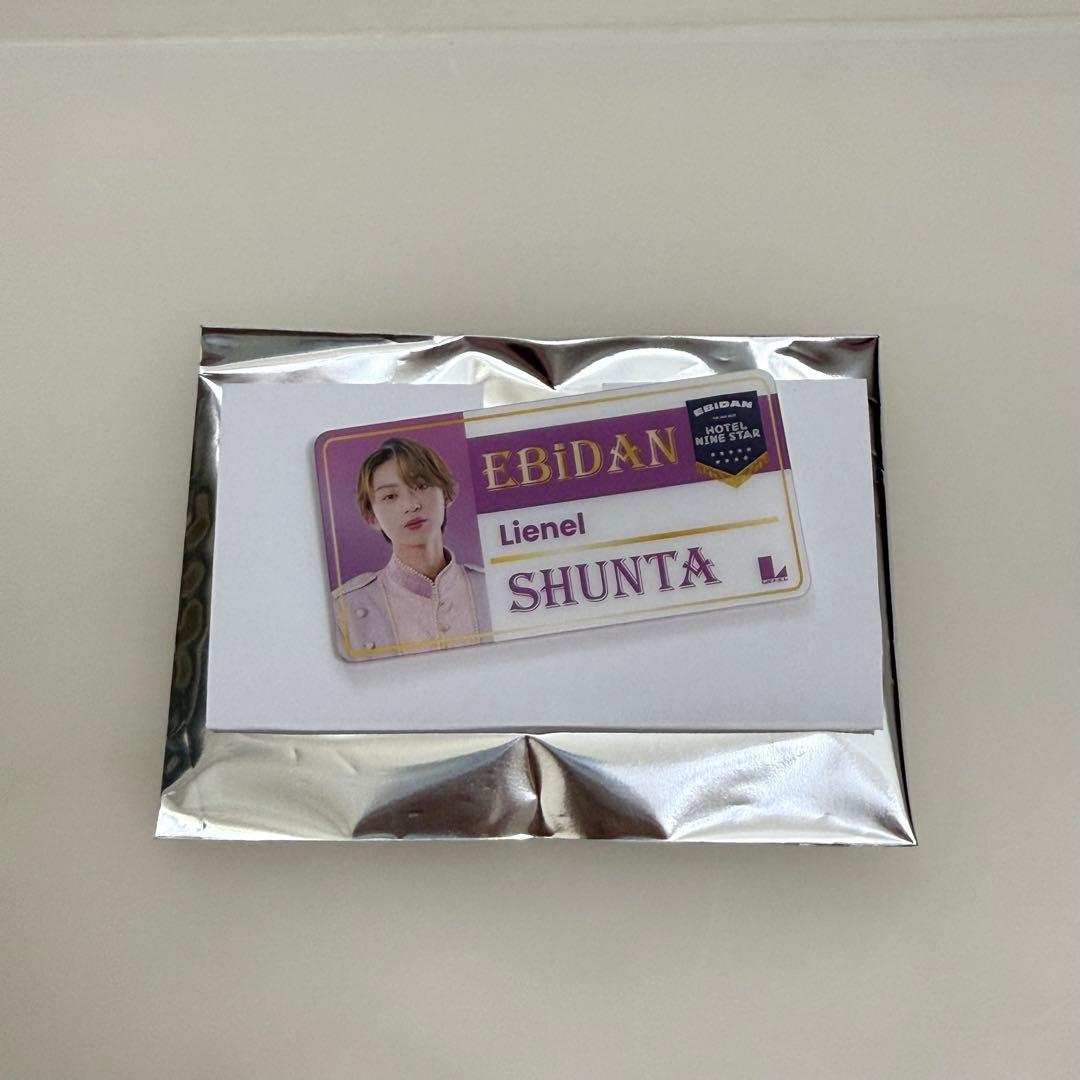 EBiDAN
EBiDAN
HOTEL
NINE STAR
Lienel
SHUNTA
L